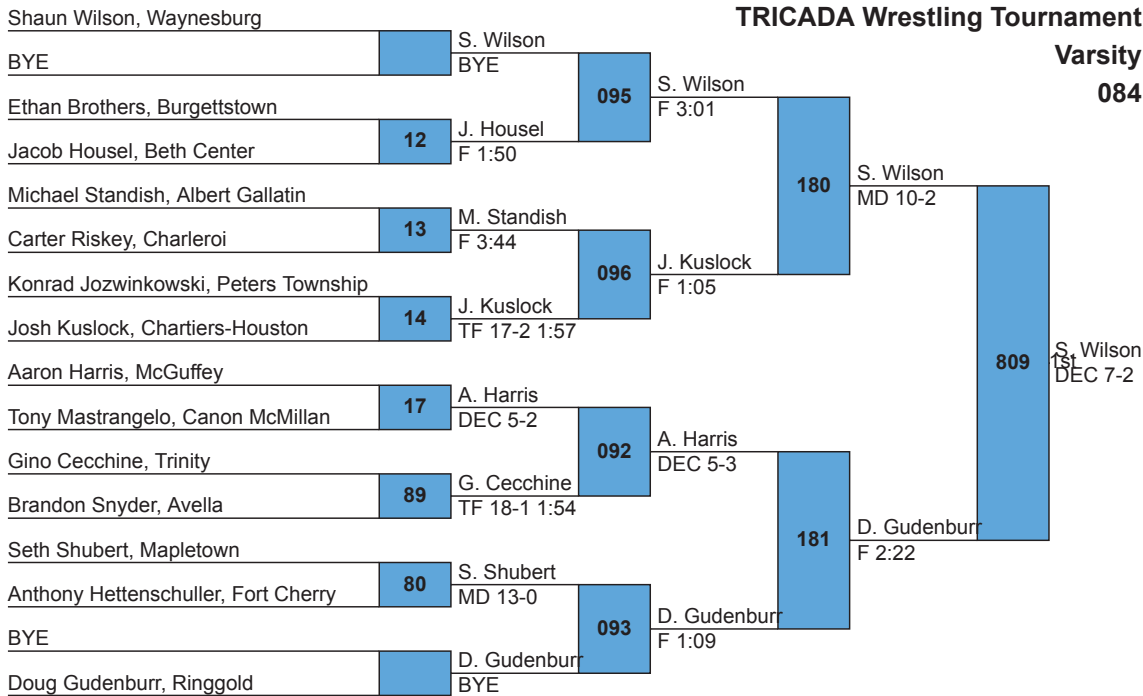 TRICADA Wrestling Tournament
Varsity
084
Shaun Wilson, Waynesburg
BYE
Ethan Brothers, Burgettstown
Jacob Housel, Beth Center
Michael Standish, Albert Gallatin
Carter Riskey, Charleroi
Konrad Jozwinkowski, Peters Township
Josh Kuslock, Chartiers-Houston
Aaron Harris, McGuffey
Tony Mastrangelo, Canon McMillan
Gino Cecchine, Trinity
Brandon Snyder, Avella
Seth Shubert, Mapletown
Anthony Hettenschuller, Fort Cherry
BYE
Doug Gudenburr, Ringgold
12
13
14
17
89
80
S. Wilson
BYE
J. Housel
F 1:50
M. Standish
F 3:44
J. Kuslock
TF 17-2 1:57
A. Harris
DEC 5-2
G. Cecchine
TF 18-1 1:54
S. Shubert
MD 13-0
D. Gudenburr
BYE
095
096
092
093
S. Wilson
F 3:01
J. Kuslock
F 1:05
A. Harris
DEC 5-3
D. Gudenburr
F 1:09
180
181
S. Wilson
MD 10-2
D. Gudenburr
F 2:22
809
1st
S. Wilson
DEC 7-2